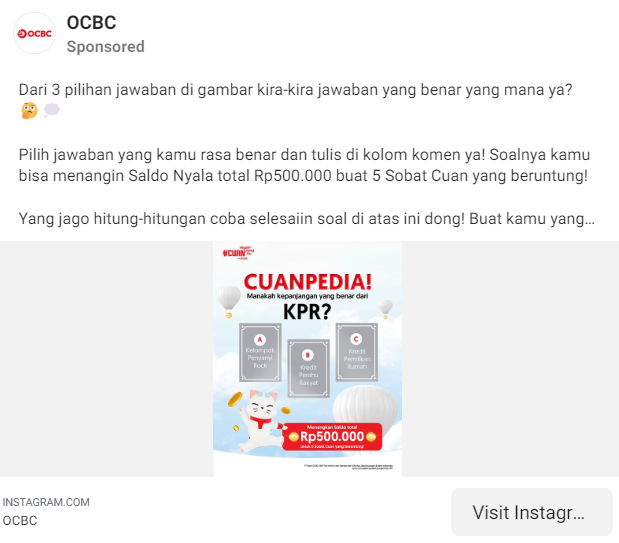 OCBC
OCBC
Sponsored
Dari 3 pilihan jawaban di gambar kira-kira jawaban yang benar yang mana ya?
🤔💭
Pilih jawaban yang kamu rasa benar dan tulis di kolom komen ya! Soalnya kamu
bisa menangin Saldo Nyala total Rp500.000 buat 5 Sobat Cuan yang beruntung!
Yang jago hitung-hitungan coba selesaiin soal di atas ini dong! Buat kamu yang...
#CUAN
CUANPEDIA!
Manakah kepanjangan yang benar dari
KPR?
A
Kelompok
Penyanyi
Rock
B
Kredit
Perahu
Rakyat
C
Kredit
Pemilikan
Rumah
Menangkan Saldo total
Rp500.000
untuk 5 Sobat Cuan yang beruntung!
INSTAGRAM.COM
OCBC
Visit Instagr...